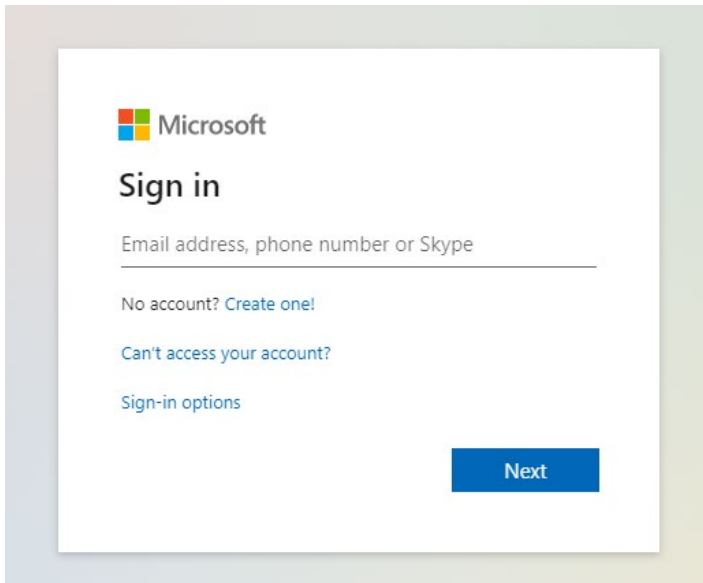 Microsoft
Sign in
Email address, phone number or Skype
No account? Create one!
Can't access your account?
Sign-in options
Next